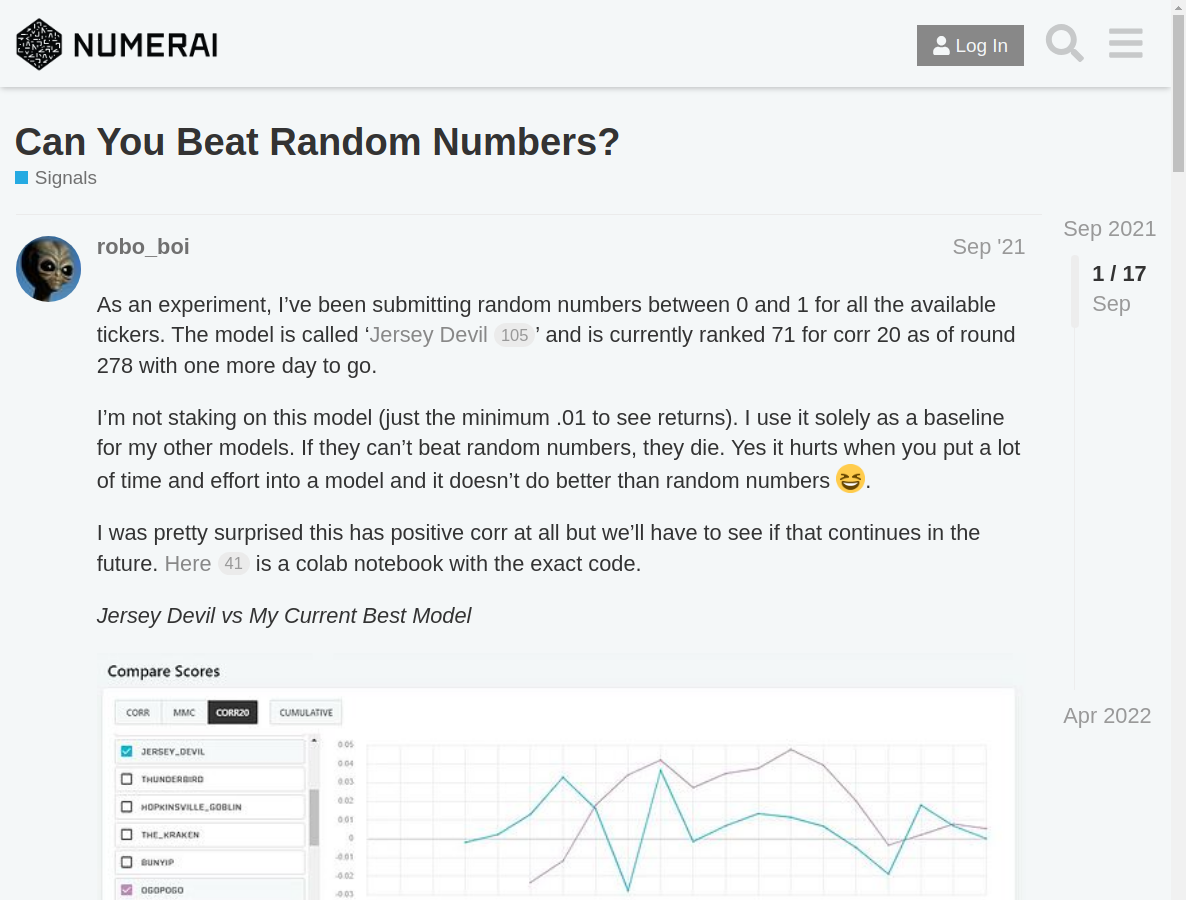 NUMERAI
Log In
Can You Beat Random Numbers?
Signals
robo_boi
Sep '21
As an experiment, I’ve been submitting random numbers between 0 and 1 for all the available
tickers. The model is called ‘Jersey Devil 105’ and is currently ranked 71 for corr 20 as of round
278 with one more day to go.
I’m not staking on this model (just the minimum .01 to see returns). I use it solely as a baseline
for my other models. If they can’t beat random numbers, they die. Yes it hurts when you put a lot
of time and effort into a model and it doesn’t do better than random numbers 😆.
I was pretty surprised this has positive corr at all but we’ll have to see if that continues in the
future. Here 41 is a colab notebook with the exact code.
Jersey Devil vs My Current Best Model
Compare Scores
CORR MMC CORR20 CUMULATIVE
JERSEY_DEVIL
THUNDERBIRD
HOPKINSVILLE_GOBLIN
THE_KRAKEN
BUNYIP
OGOPOGO
0.05
0.04
0.03
0.02
0.01
0
-0.01
-0.02
-0.03
Sep 2021
1 / 17
Sep
Apr 2022